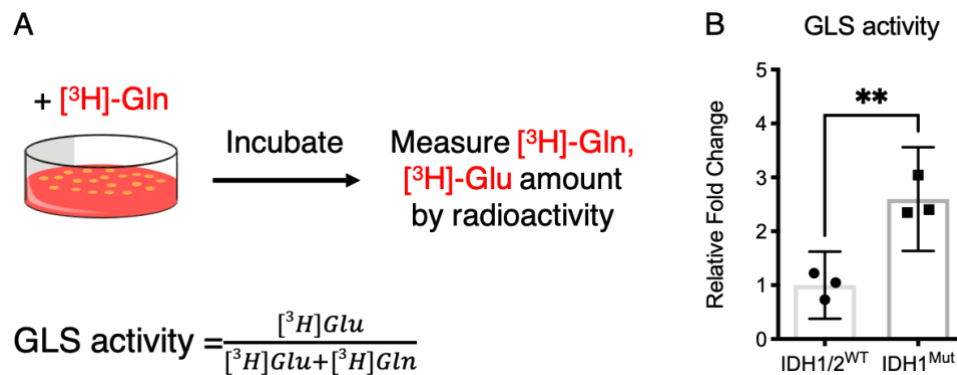 A
+ [³H]-Gln
Incubate
Measure [³H]-Gln,
[³H]-Glu amount
by radioactivity
GLS activity = [³H]Glu / [³H]Glu+[³H]Gln
B
GLS activity
Relative Fold Change
5
4
3
2
1
0
**
IDH1/2ᵂᵀ IDH1ᴹᵘᵗ